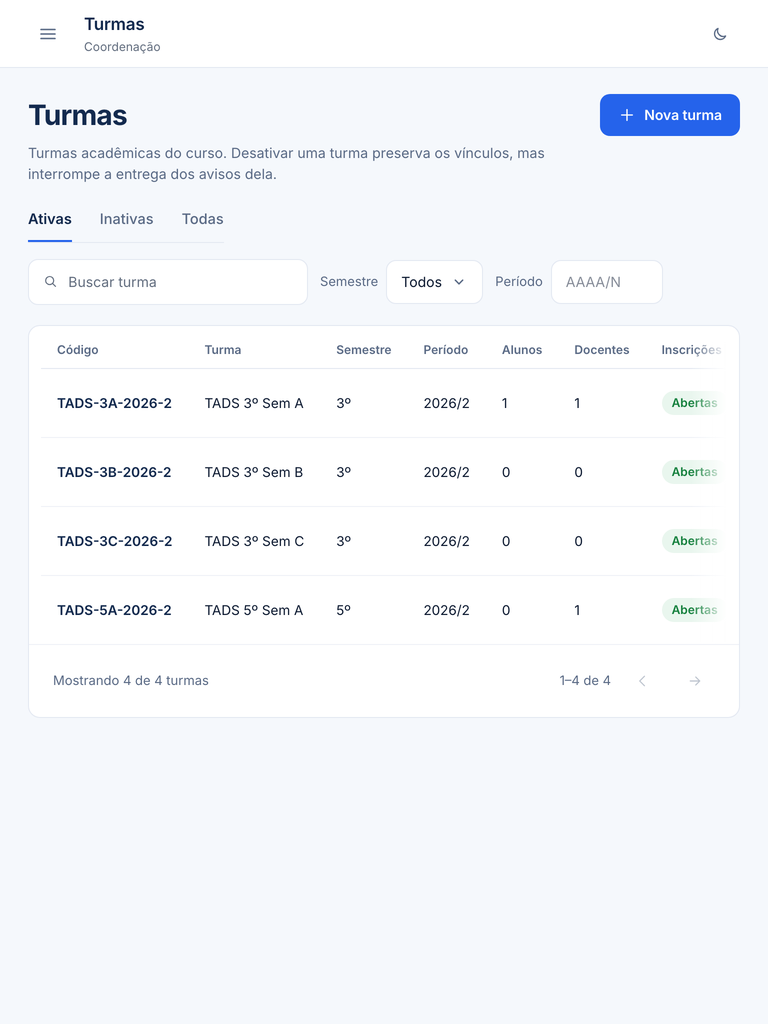 Turmas
Coordenação
Turmas
Nova turma
Turmas acadêmicas do curso. Desativar uma turma preserva os vínculos, mas
interrompe a entrega dos avisos dela.
Ativas Inativas Todas
Buscar turma Semestre Todos Período AAAA/N
Código Turma Semestre Período Alunos Docentes Inscrições
TADS-3A-2026-2 TADS 3º Sem A 3º 2026/2 1 1 Abertas
TADS-3B-2026-2 TADS 3º Sem B 3º 2026/2 0 0 Abertas
TADS-3C-2026-2 TADS 3º Sem C 3º 2026/2 0 0 Abertas
TADS-5A-2026-2 TADS 5º Sem A 5º 2026/2 0 1 Abertas
Mostrando 4 de 4 turmas 1–4 de 4